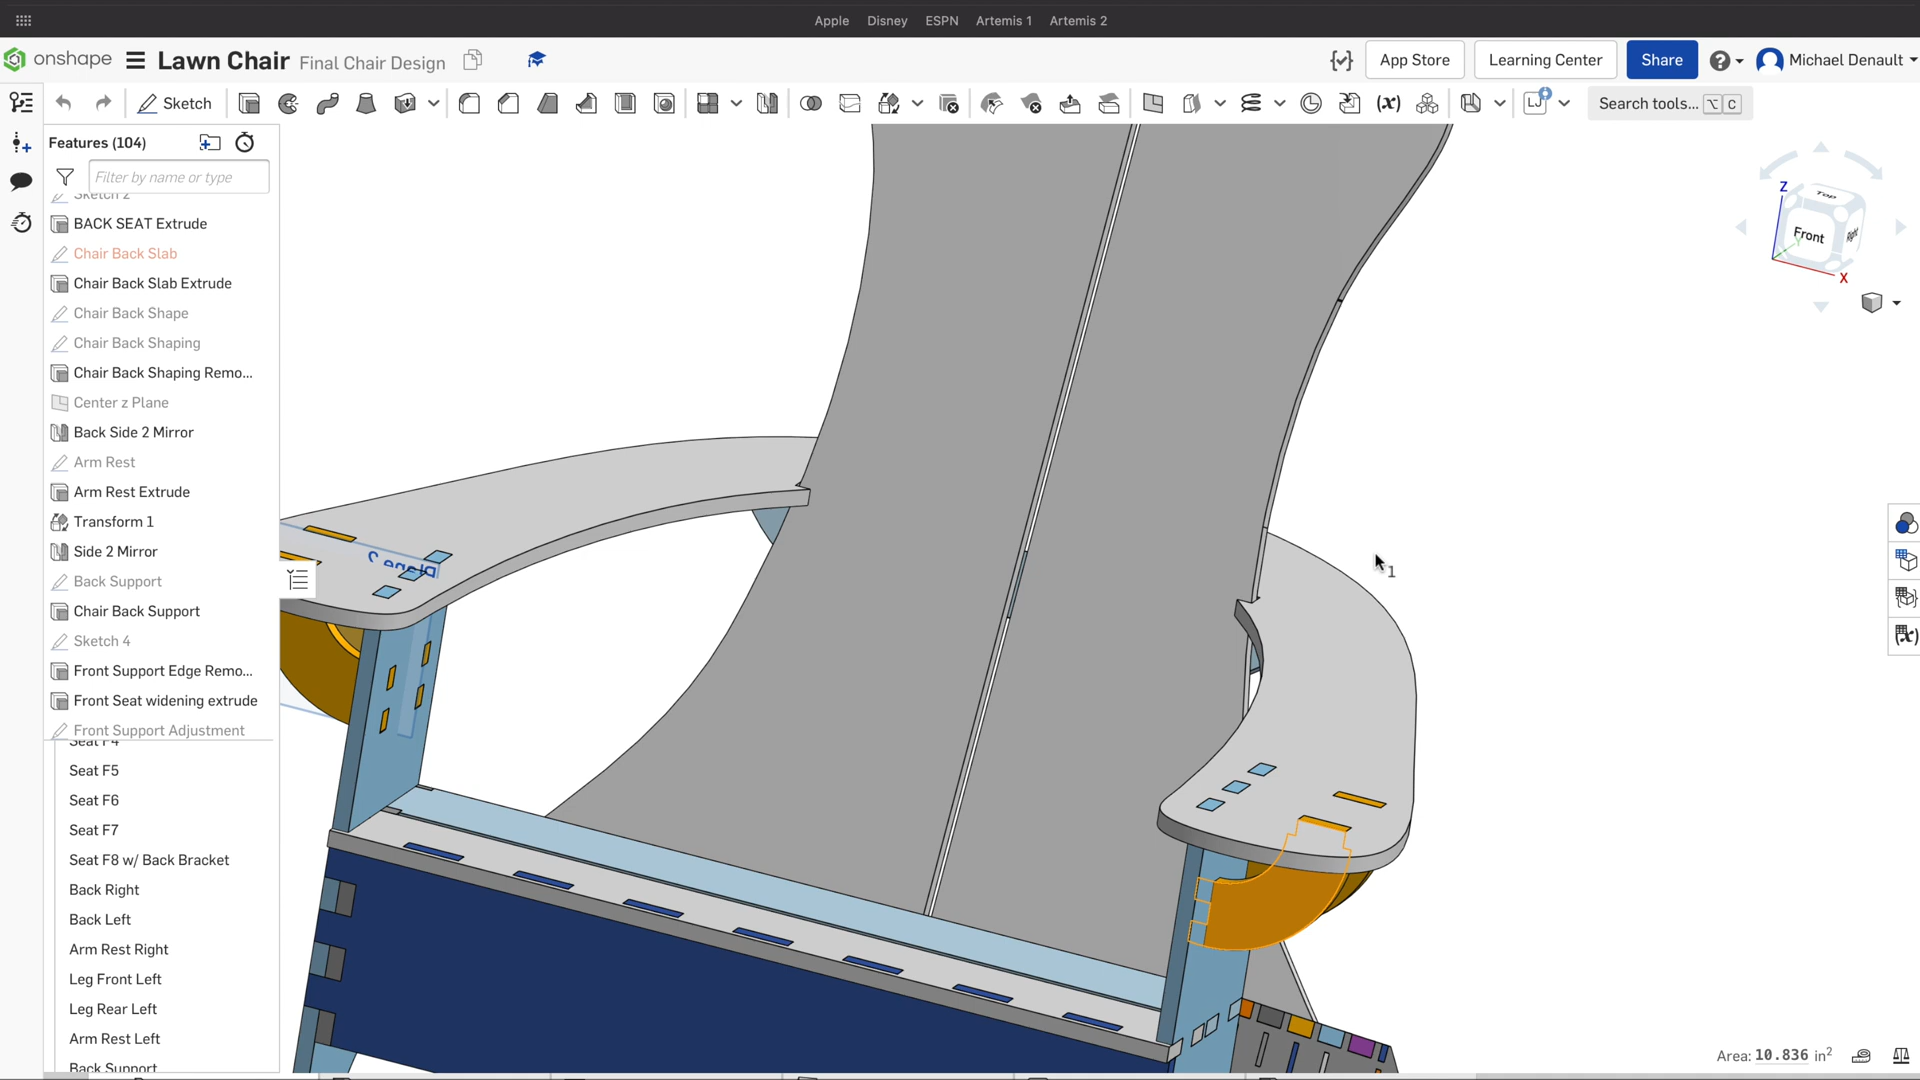 Apple Disney ESPN Artemis 1 Artemis 2
onshape Lawn Chair Final Chair Design App Store Learning Center Share Michael Denault
Sketch Search tools... ⌥ C
Features (104)
Filter by name or type
Sketch 2
BACK SEAT Extrude
Chair Back Slab
Chair Back Slab Extrude
Chair Back Shape
Chair Back Shaping
Chair Back Shaping Remo...
Center z Plane
Back Side 2 Mirror
Arm Rest
Arm Rest Extrude
Transform 1
Side 2 Mirror
Back Support
Chair Back Support
Sketch 4
Front Support Edge Remo...
Front Seat widening extrude
Front Support Adjustment
Seat F4
Seat F5
Seat F6
Seat F7
Seat F8 w/ Back Bracket
Back Right
Back Left
Arm Rest Right
Leg Front Left
Leg Rear Left
Arm Rest Left
Back Support
Plane 2
1
Z
Top
Front
Right
X
(x)
(x)
Area: 10.836 in²